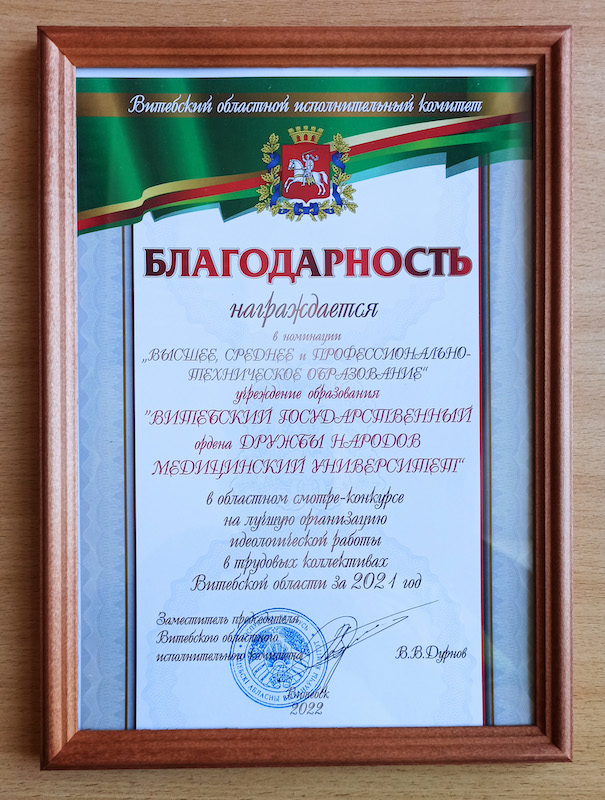 Витебский областной исполнительный комитет
БЛАГОДАРНОСТЬ
награждается
в номинации
„ВЫСШЕЕ, СРЕДНЕЕ и ПРОФЕССИОНАЛЬНО-
ТЕХНИЧЕСКОЕ ОБРАЗОВАНИЕ“
учреждение образования
"ВИТЕБСКИЙ ГОСУДАРСТВЕННЫЙ
ордена ДРУЖБЫ НАРОДОВ
МЕДИЦИНСКИЙ УНИВЕРСИТЕТ“
в областном смотре-конкурсе
на лучшую организацию
идеологической работы
в трудовых коллективах
Витебской области за 2021 год
Заместитель председателя
Витебского областного
исполнительного комитета
В.В.Дурнов
Витебск
2022